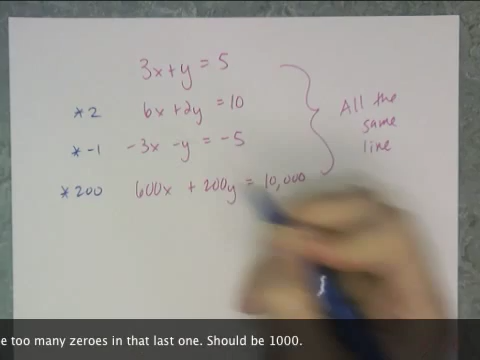 3x+y = 5
*2 6x+2y = 10
*-1 -3x -y = -5
*200 600x + 200y = 10,000
All the
same
line
e too many zeroes in that last one. Should be 1000.